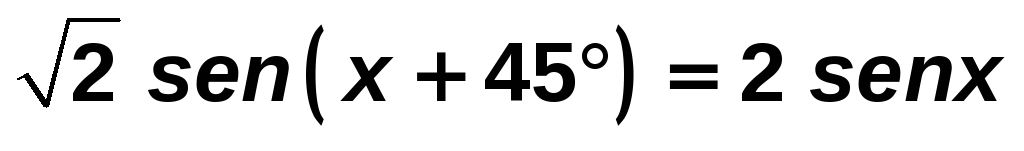 √2 sen(x + 45°) = 2 senx